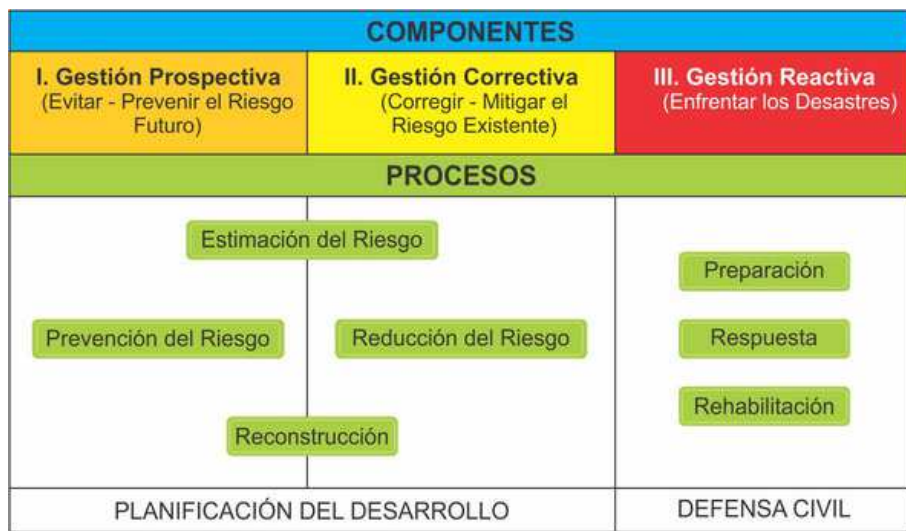 COMPONENTES
I. Gestión Prospectiva
(Evitar - Prevenir el Riesgo
Futuro)
II. Gestión Correctiva
(Corregir - Mitigar el
Riesgo Existente)
III. Gestión Reactiva
(Enfrentar los Desastres)
PROCESOS
Estimación del Riesgo
Prevención del Riesgo
Reducción del Riesgo
Reconstrucción
Preparación
Respuesta
Rehabilitación
PLANIFICACIÓN DEL DESARROLLO
DEFENSA CIVIL